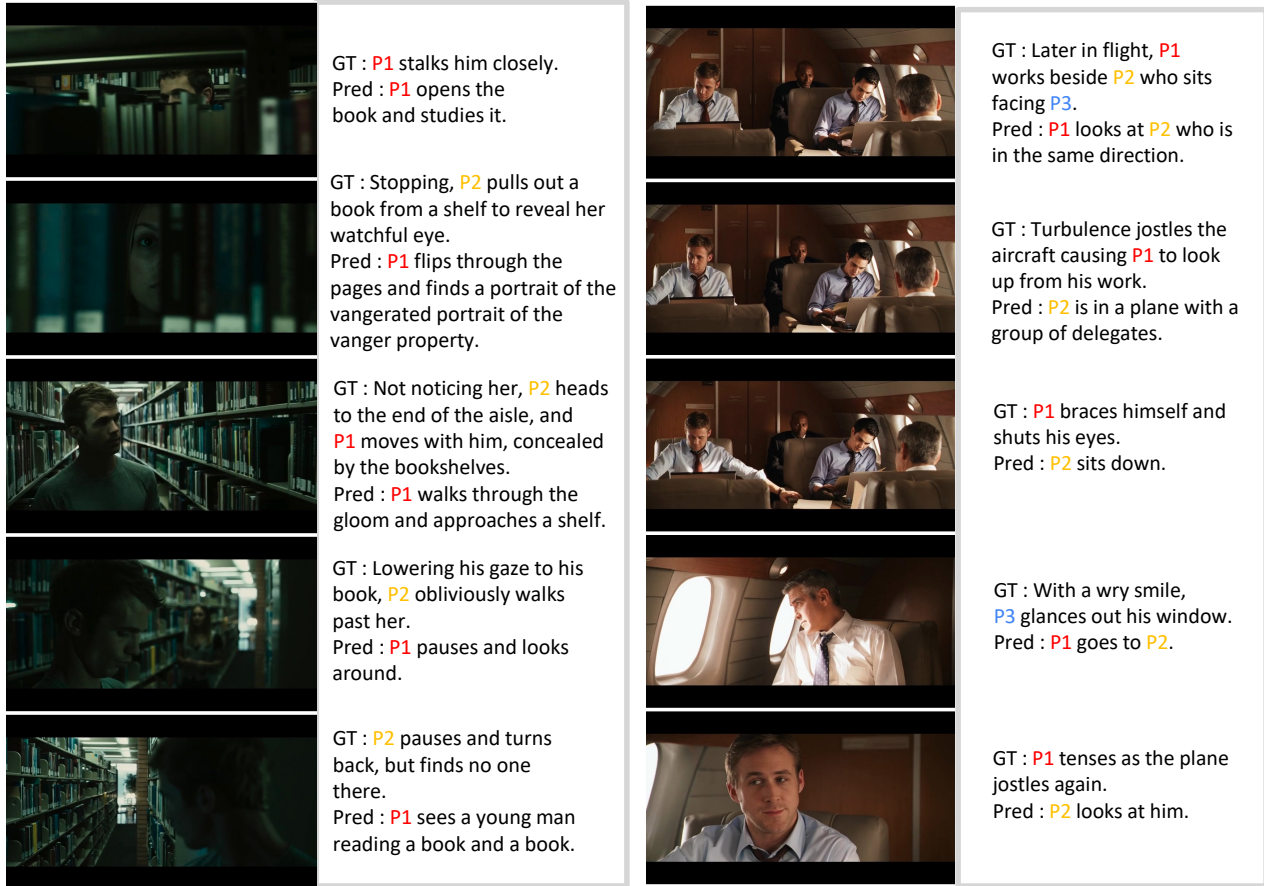 GT : P1 stalks him closely.
Pred : P1 opens the
book and studies it.
GT : Stopping, P2 pulls out a
book from a shelf to reveal her
watchful eye.
Pred : P1 flips through the
pages and finds a portrait of the
vangerated portrait of the
vanger property.
GT : Not noticing her, P2 heads
to the end of the aisle, and
P1 moves with him, concealed
by the bookshelves.
Pred : P1 walks through the
gloom and approaches a shelf.
GT : Lowering his gaze to his
book, P2 obliviously walks
past her.
Pred : P1 pauses and looks
around.
GT : P2 pauses and turns
back, but finds no one
there.
Pred : P1 sees a young man
reading a book and a book.
GT : Later in flight, P1
works beside P2 who sits
facing P3.
Pred : P1 looks at P2 who is
in the same direction.
GT : Turbulence jostles the
aircraft causing P1 to look
up from his work.
Pred : P2 is in a plane with a
group of delegates.
GT : P1 braces himself and
shuts his eyes.
Pred : P2 sits down.
GT : With a wry smile,
P3 glances out his window.
Pred : P1 goes to P2.
GT : P1 tenses as the plane
jostles again.
Pred : P2 looks at him.